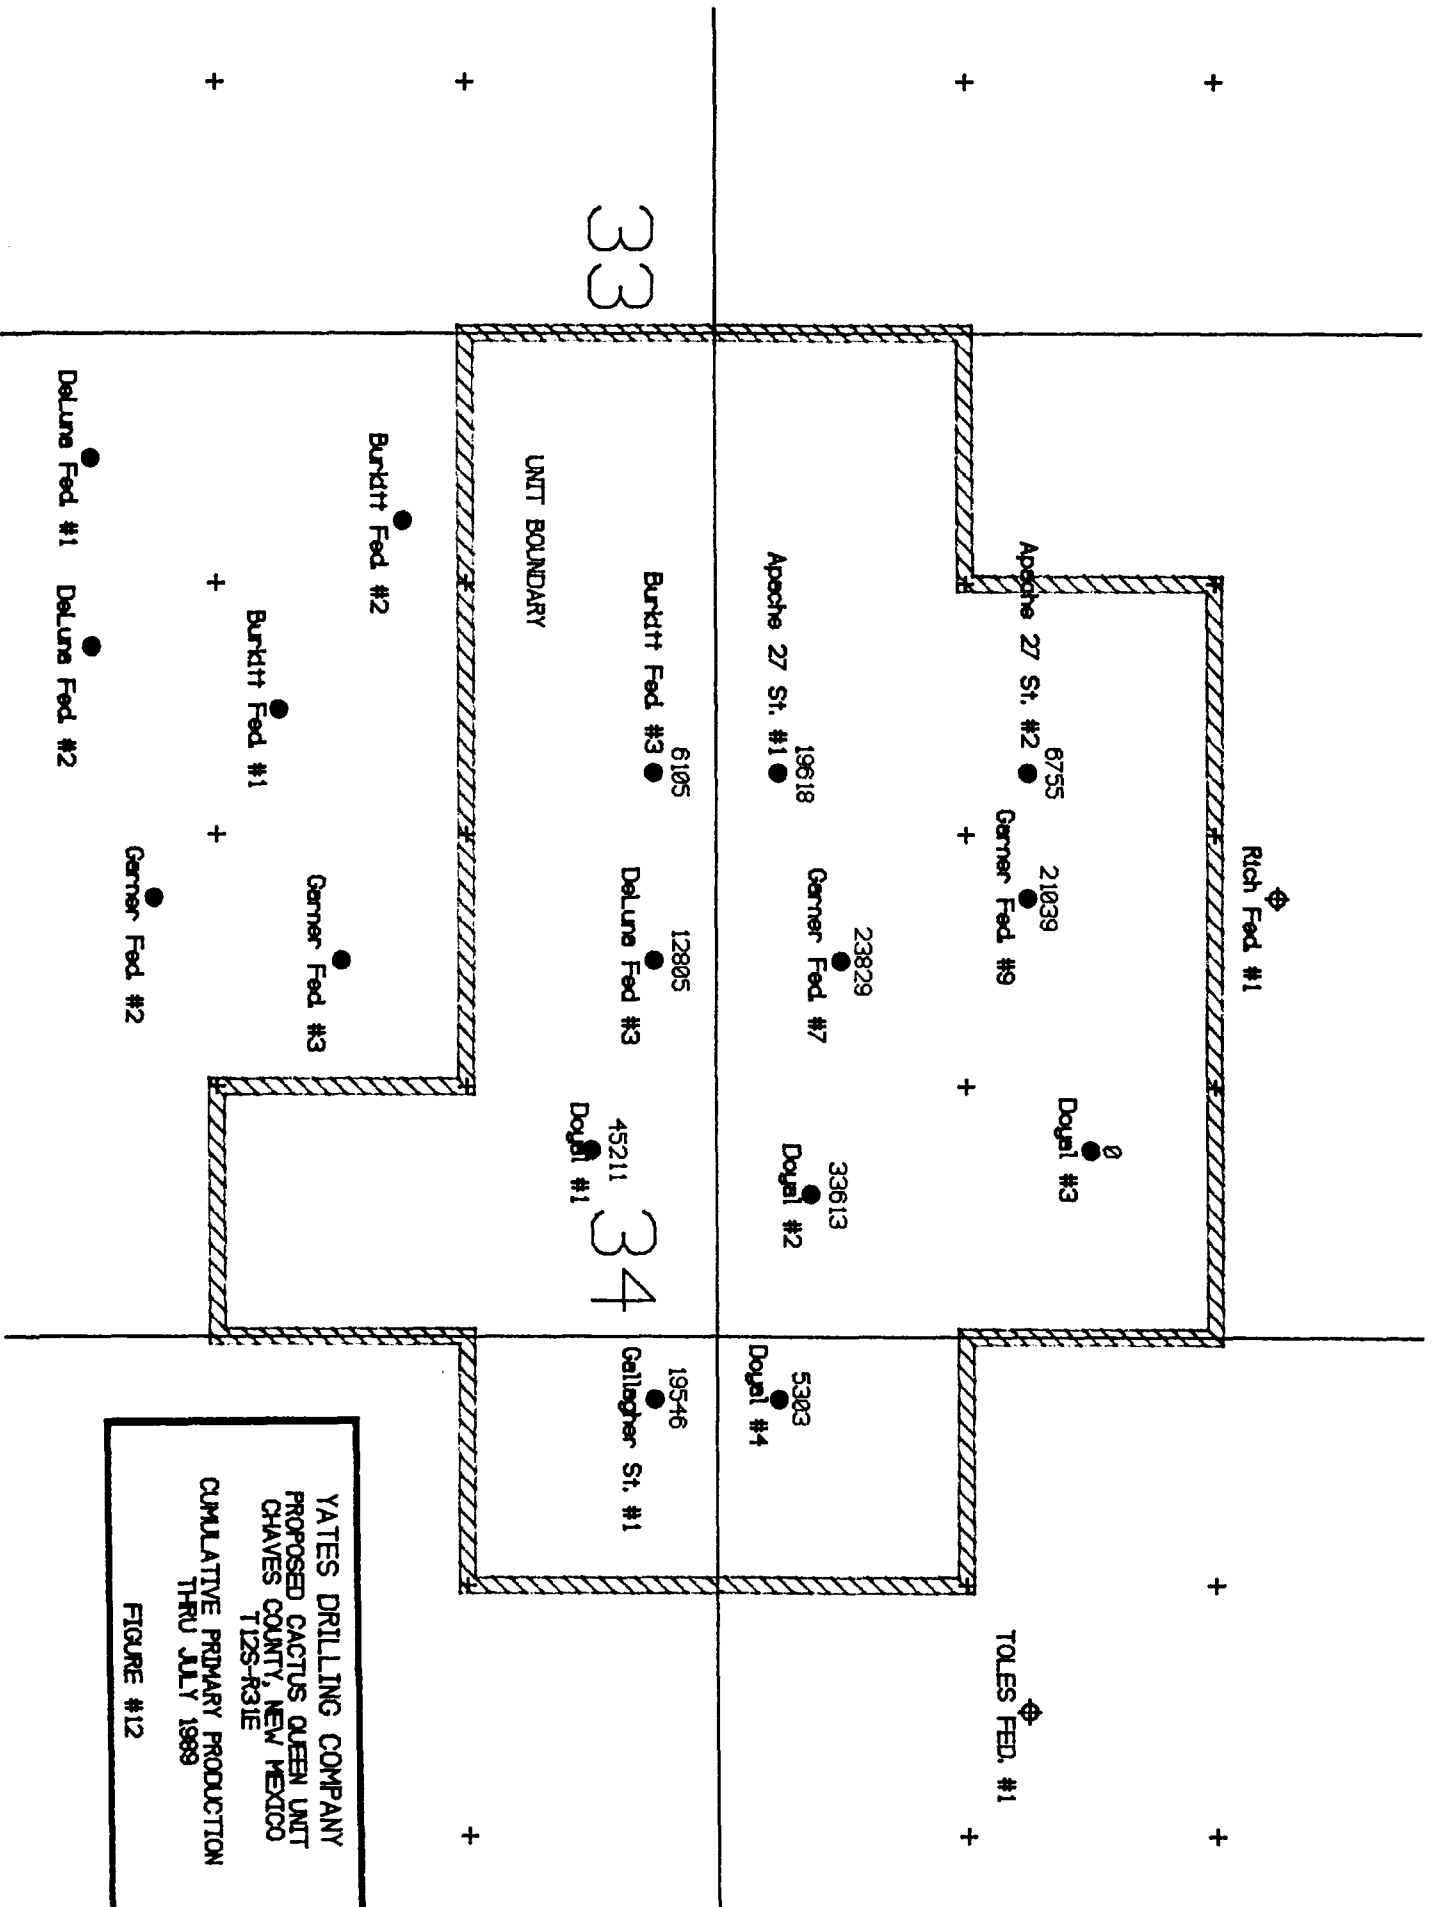 Rich Fed. #1
TOLES FED. #1
0
Doyal #3
6755
Apache 27 St. #2
21039
Garner Fed. #9
23829
Garner Fed. #7
33613
Doyal #2
19618
Apache 27 St. #1
5303
Doyal #4
6105
Burkitt Fed. #3
12805
DeLuna Fed #3
45211
Doyal #1
19546
Gallagher St. #1
33
34
UNIT BOUNDARY
Burkitt Fed. #2
Garner Fed. #3
Burkitt Fed. #1
Garner Fed. #2
DeLuna Fed. #1
DeLuna Fed. #2
YATES DRILLING COMPANY
PROPOSED CACTUS QUEEN UNIT
CHAVES COUNTY, NEW MEXICO
T12S-R31E
CUMULATIVE PRIMARY PRODUCTION
THRU JULY 1989
FIGURE #12